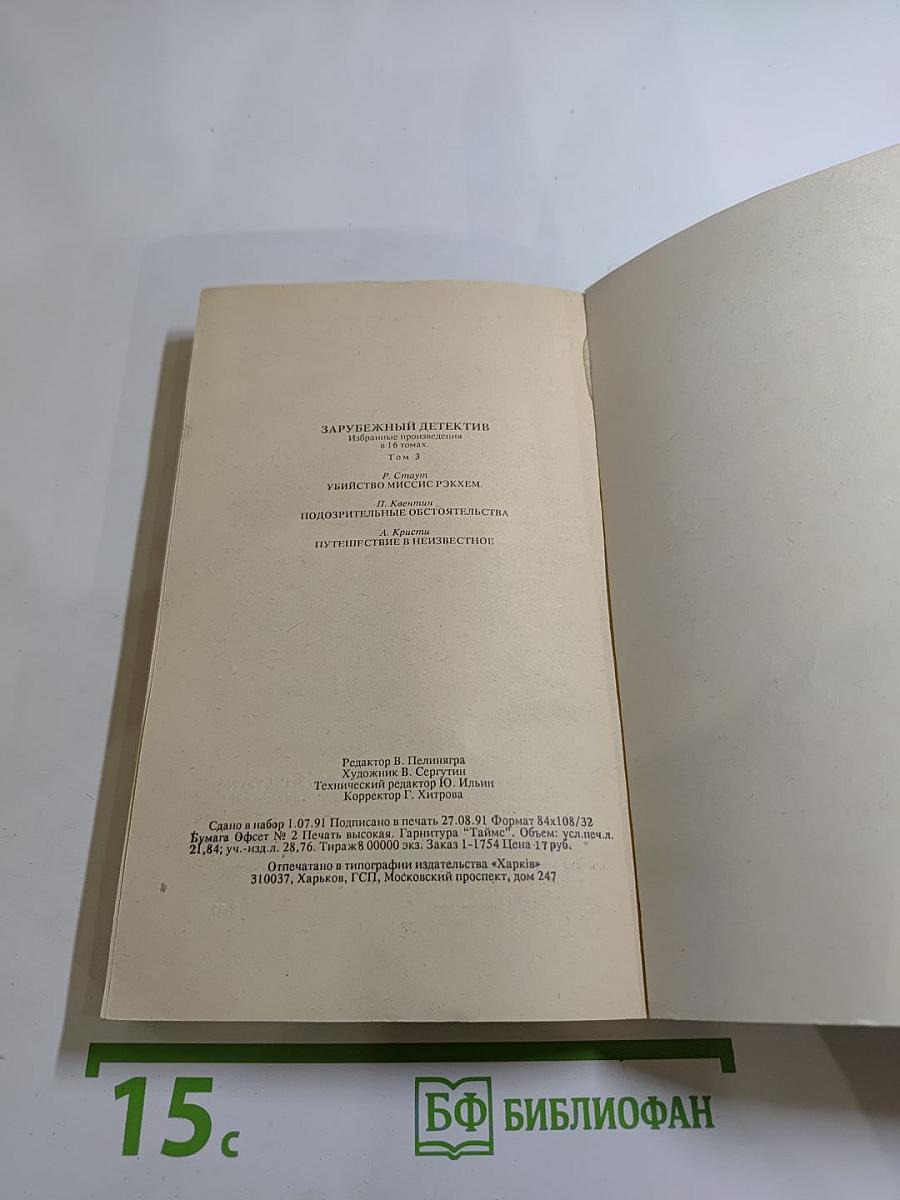 ЗАРУБЕЖНЫЙ ДЕТЕКТИВ
Избранные произведения
в 16 томах.
Том 3
Р. Стаут
УБИЙСТВО МИССИС РЭКХЕМ
П. Квентин
ПОДОЗРИТЕЛЬНЫЕ ОБСТОЯТЕЛЬСТВА
А. Кристи
ПУТЕШЕСТВИЕ В НЕИЗВЕСТНОЕ
Редактор В. Пелинягра
Художник В. Сергутин
Технический редактор Ю. Ильин
Корректор Г. Хитрова
Сдано в набор 1.07.91 Подписано в печать 27.08.91 Формат 84х108/32
Бумага Офсет № 2 Печать высокая. Гарнитура "Таймс". Объем: усл.печ.л.
21,84; уч.-изд.л. 28,76. Тираж 8 00000 экз. Заказ 1-1754 Цена 17 руб.
Отпечатано в типографии издательства «Харків»
310037, Харьков, ГСП, Московский проспект, дом 247
15 с
БФ БИБЛИОФАН